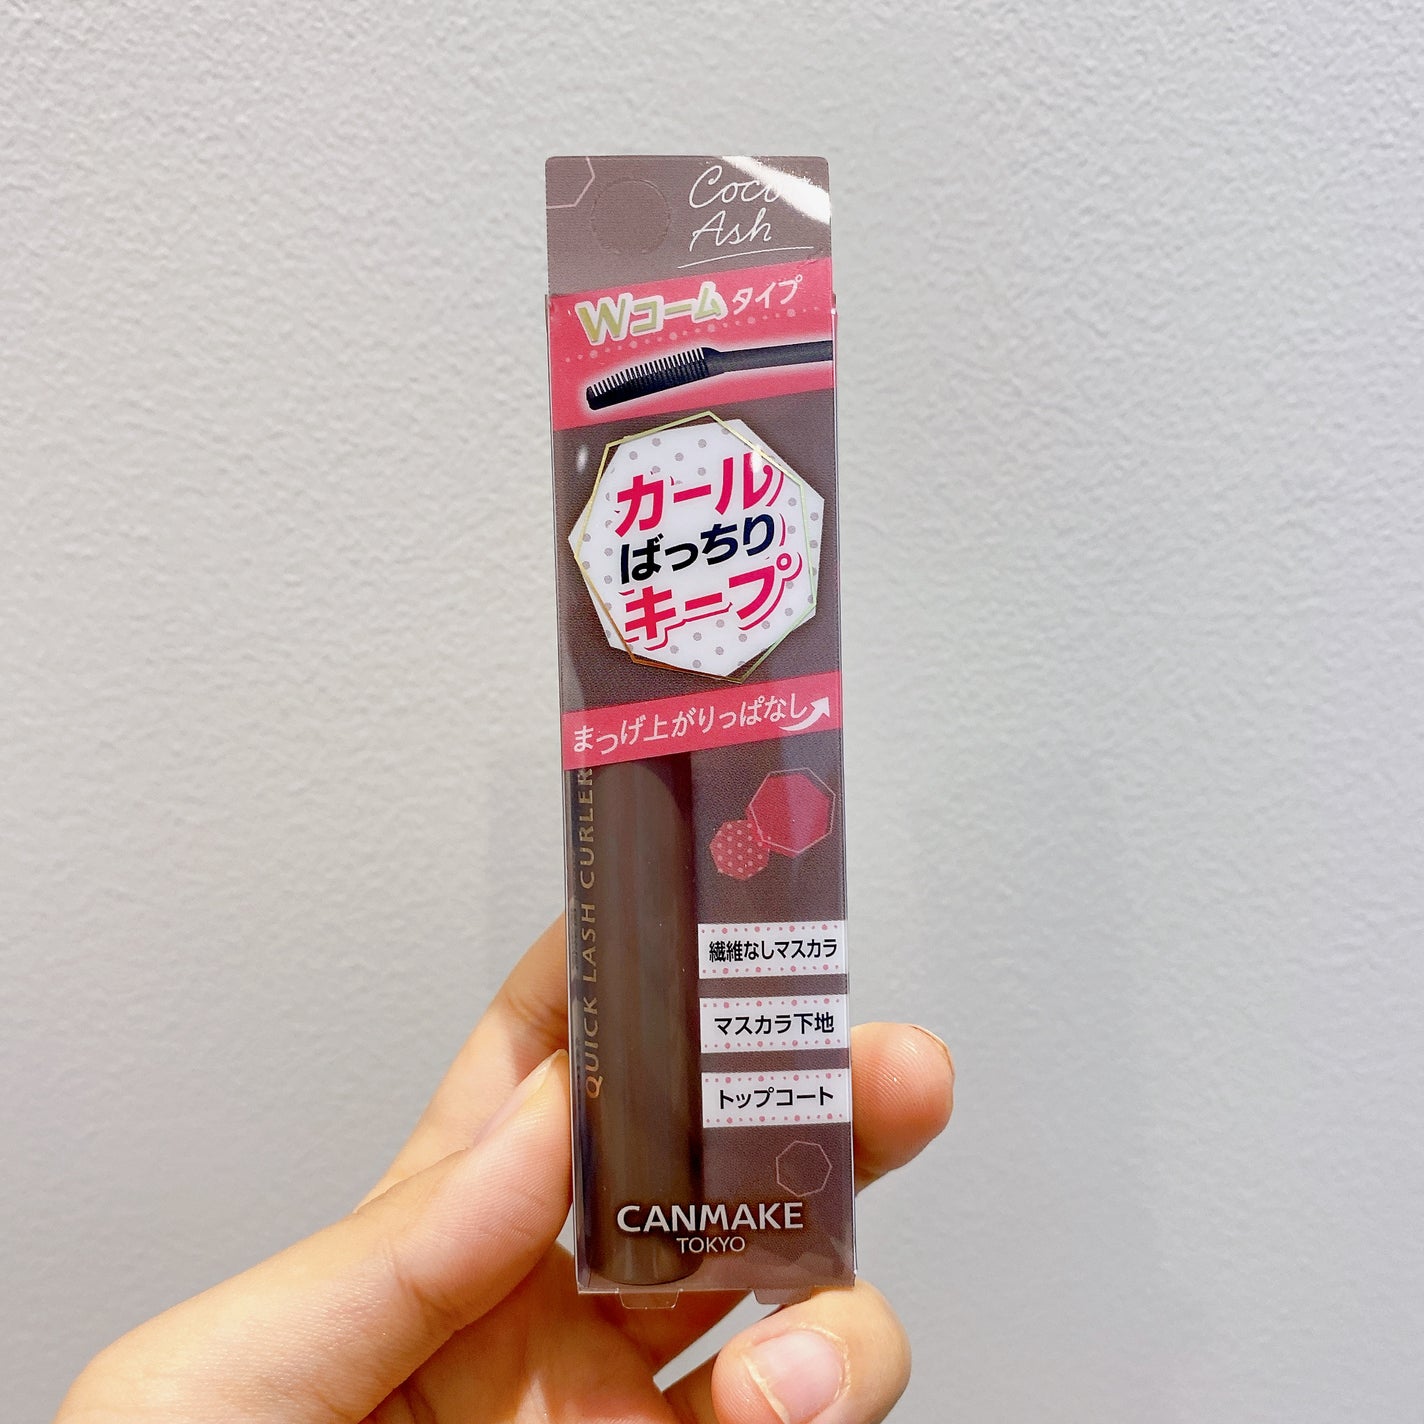 Coco
Ash
Wコームタイプ
カール
ばっちり
キープ
まつげ上がりっぱなし
QUICK LASH CURLER
繊維なしマスカラ
マスカラ下地
トップコート
CANMAKE
TOKYO